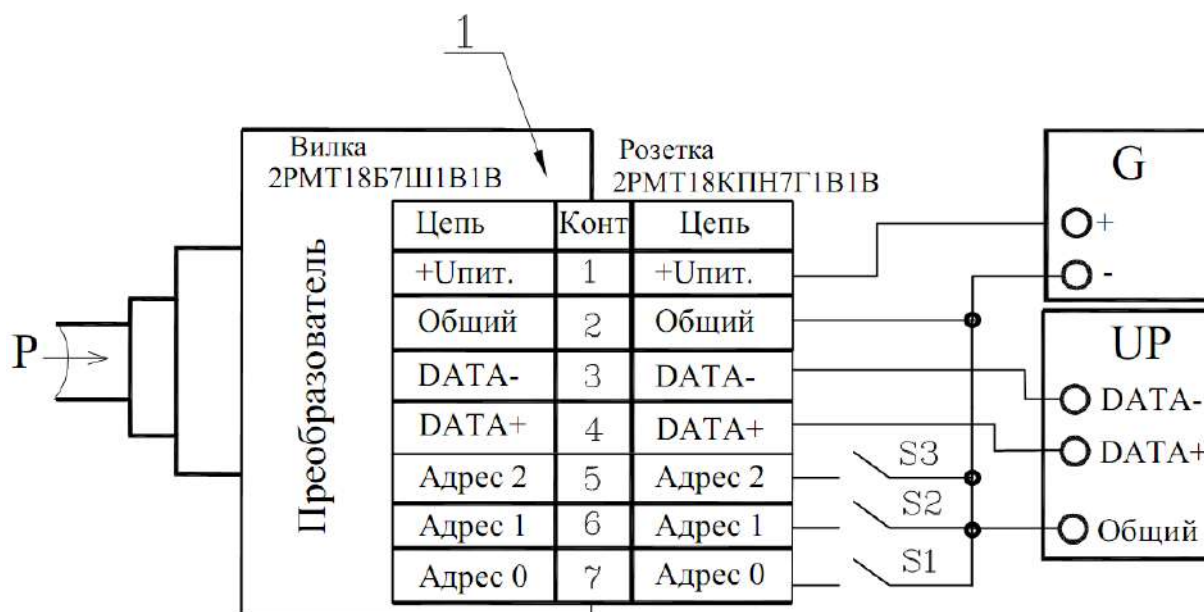 1
Вилка
2РМТ18Б7Ш1В1В
Розетка
2РМТ18КПН7Г1В1В
Преобразователь
P
Цепь Конт Цепь
+Uпит. 1 +Uпит.
Общий 2 Общий
DATA- 3 DATA-
DATA+ 4 DATA+
Адрес 2 5 Адрес 2
Адрес 1 6 Адрес 1
Адрес 0 7 Адрес 0
S3
S2
S1
G
+
-
UP
DATA-
DATA+
Общий